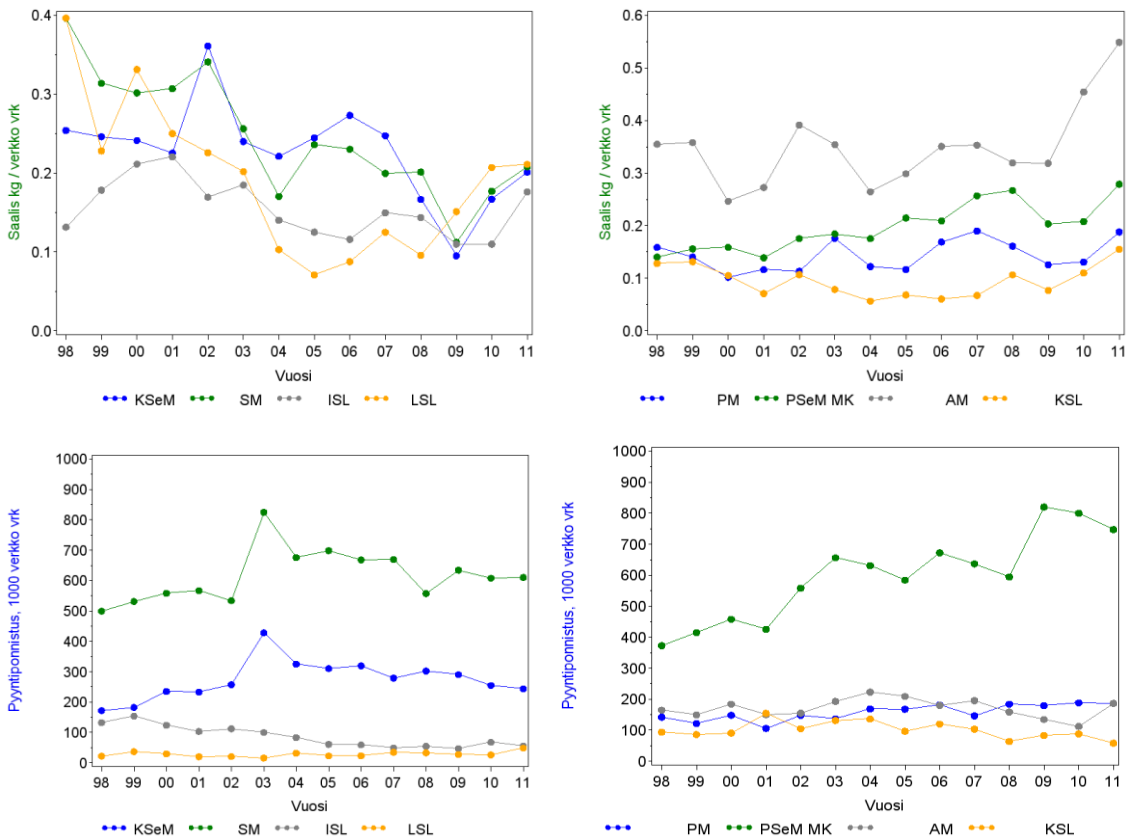 Saalis kg / verkko vrk
0.4
0.3
0.2
0.1
0.0
98 99 00 01 02 03 04 05 06 07 08 09 10 11
Vuosi
KSeM SM ISL LSL
Saalis kg / verkko vrk
0.6
0.5
0.4
0.3
0.2
0.1
0.0
98 99 00 01 02 03 04 05 06 07 08 09 10 11
Vuosi
PM PSeM MK AM KSL
Pyyntiponnistus, 1000 verkko vrk
1000
900
800
700
600
500
400
300
200
100
0
98 99 00 01 02 03 04 05 06 07 08 09 10 11
Vuosi
KSeM SM ISL LSL
Pyyntiponnistus, 1000 verkko vrk
1000
900
800
700
600
500
400
300
200
100
0
98 99 00 01 02 03 04 05 06 07 08 09 10 11
Vuosi
PM PSeM MK AM KSL